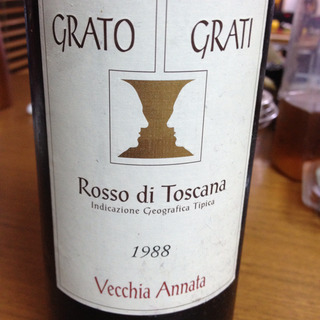 GRATO GRATI
Rosso di Toscana
Indicazione Geografica Tipica
1988
Vecchia Annata